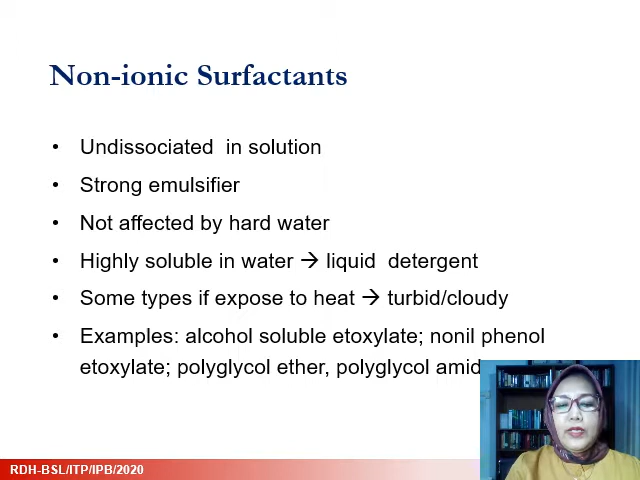 Non-ionic Surfactants
• Undissociated in solution
• Strong emulsifier
• Not affected by hard water
• Highly soluble in water → liquid detergent
• Some types if expose to heat → turbid/cloudy
• Examples: alcohol soluble etoxylate; nonil phenol
etoxylate; polyglycol ether, polyglycol
RDH-BSL/ITP/IPB/2020